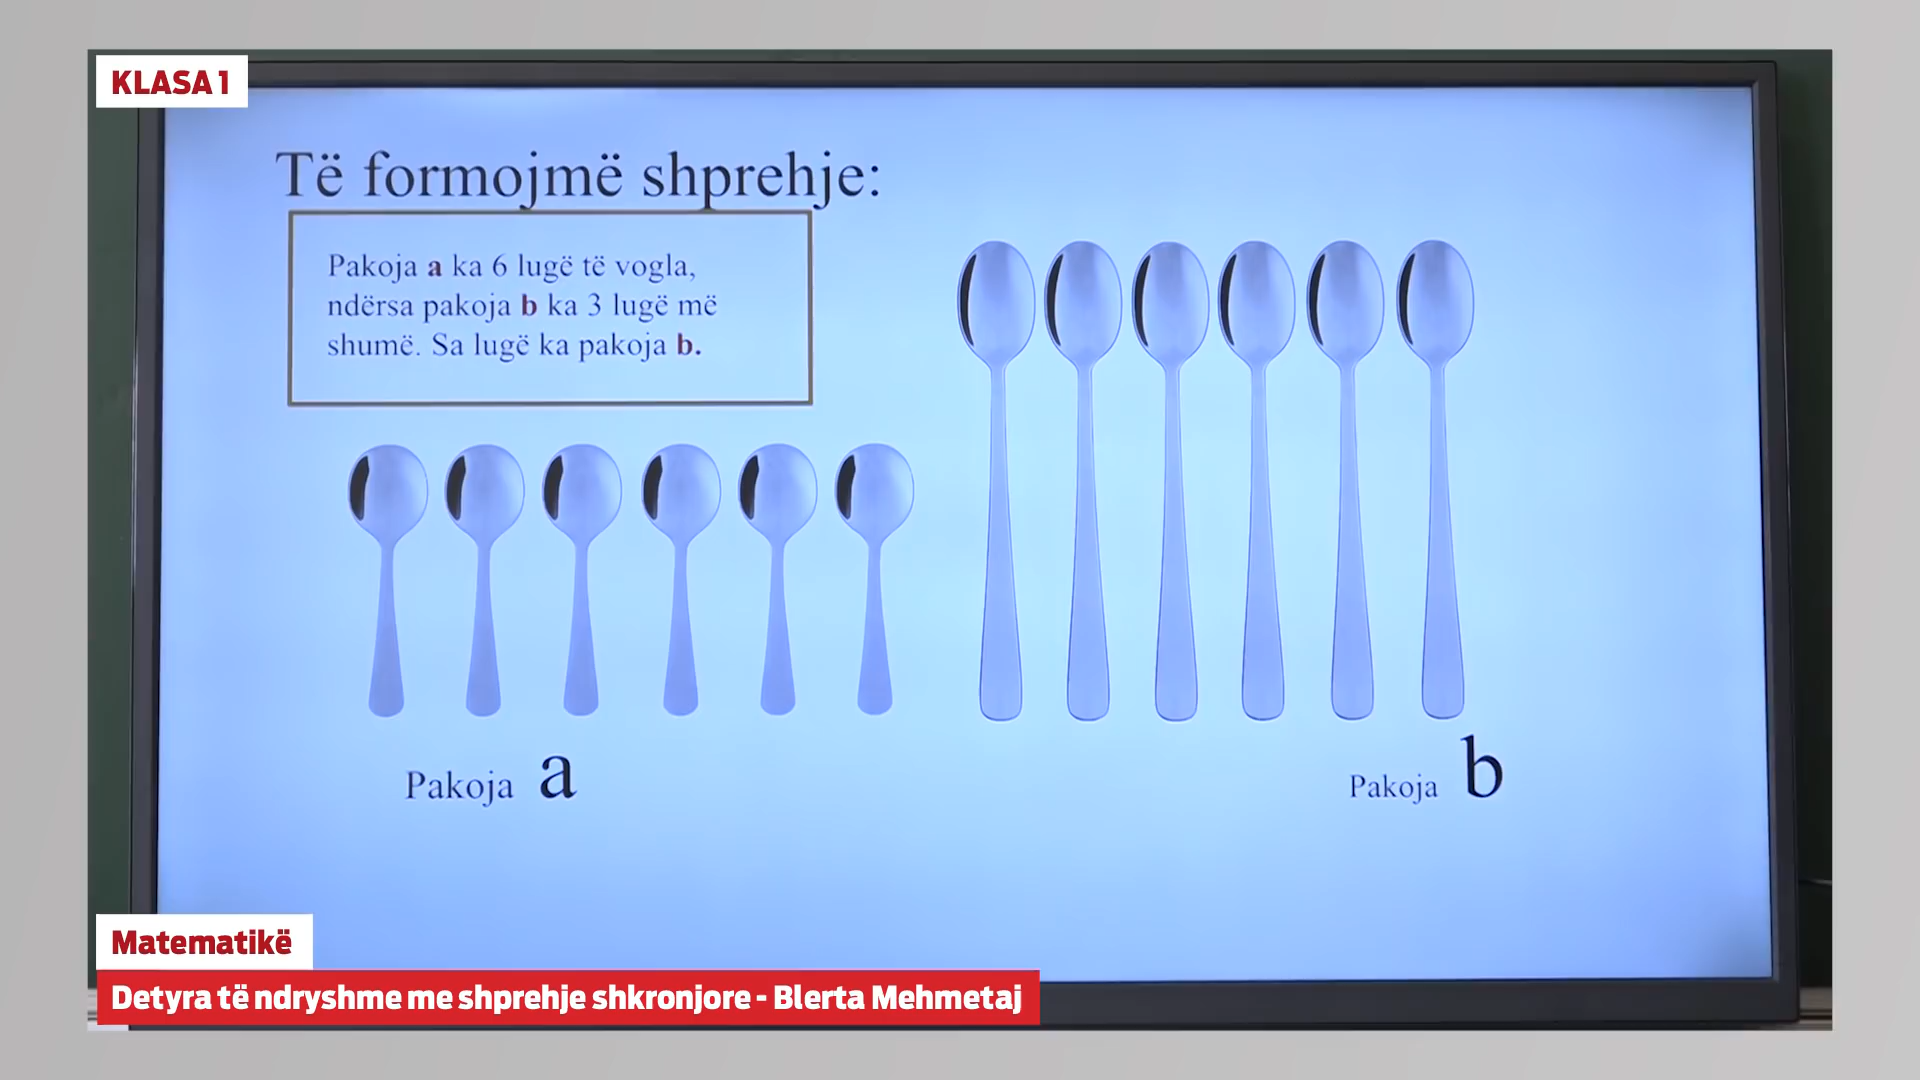 KLASA 1
Të formojmë shprehje:
Pakoja a ka 6 lugë të vogla,
ndërsa pakoja b ka 3 lugë më
shumë. Sa lugë ka pakoja b.
Pakoja a
Pakoja b
Matematikë
Detyra të ndryshme me shprehje shkronjore - Blerta Mehmetaj